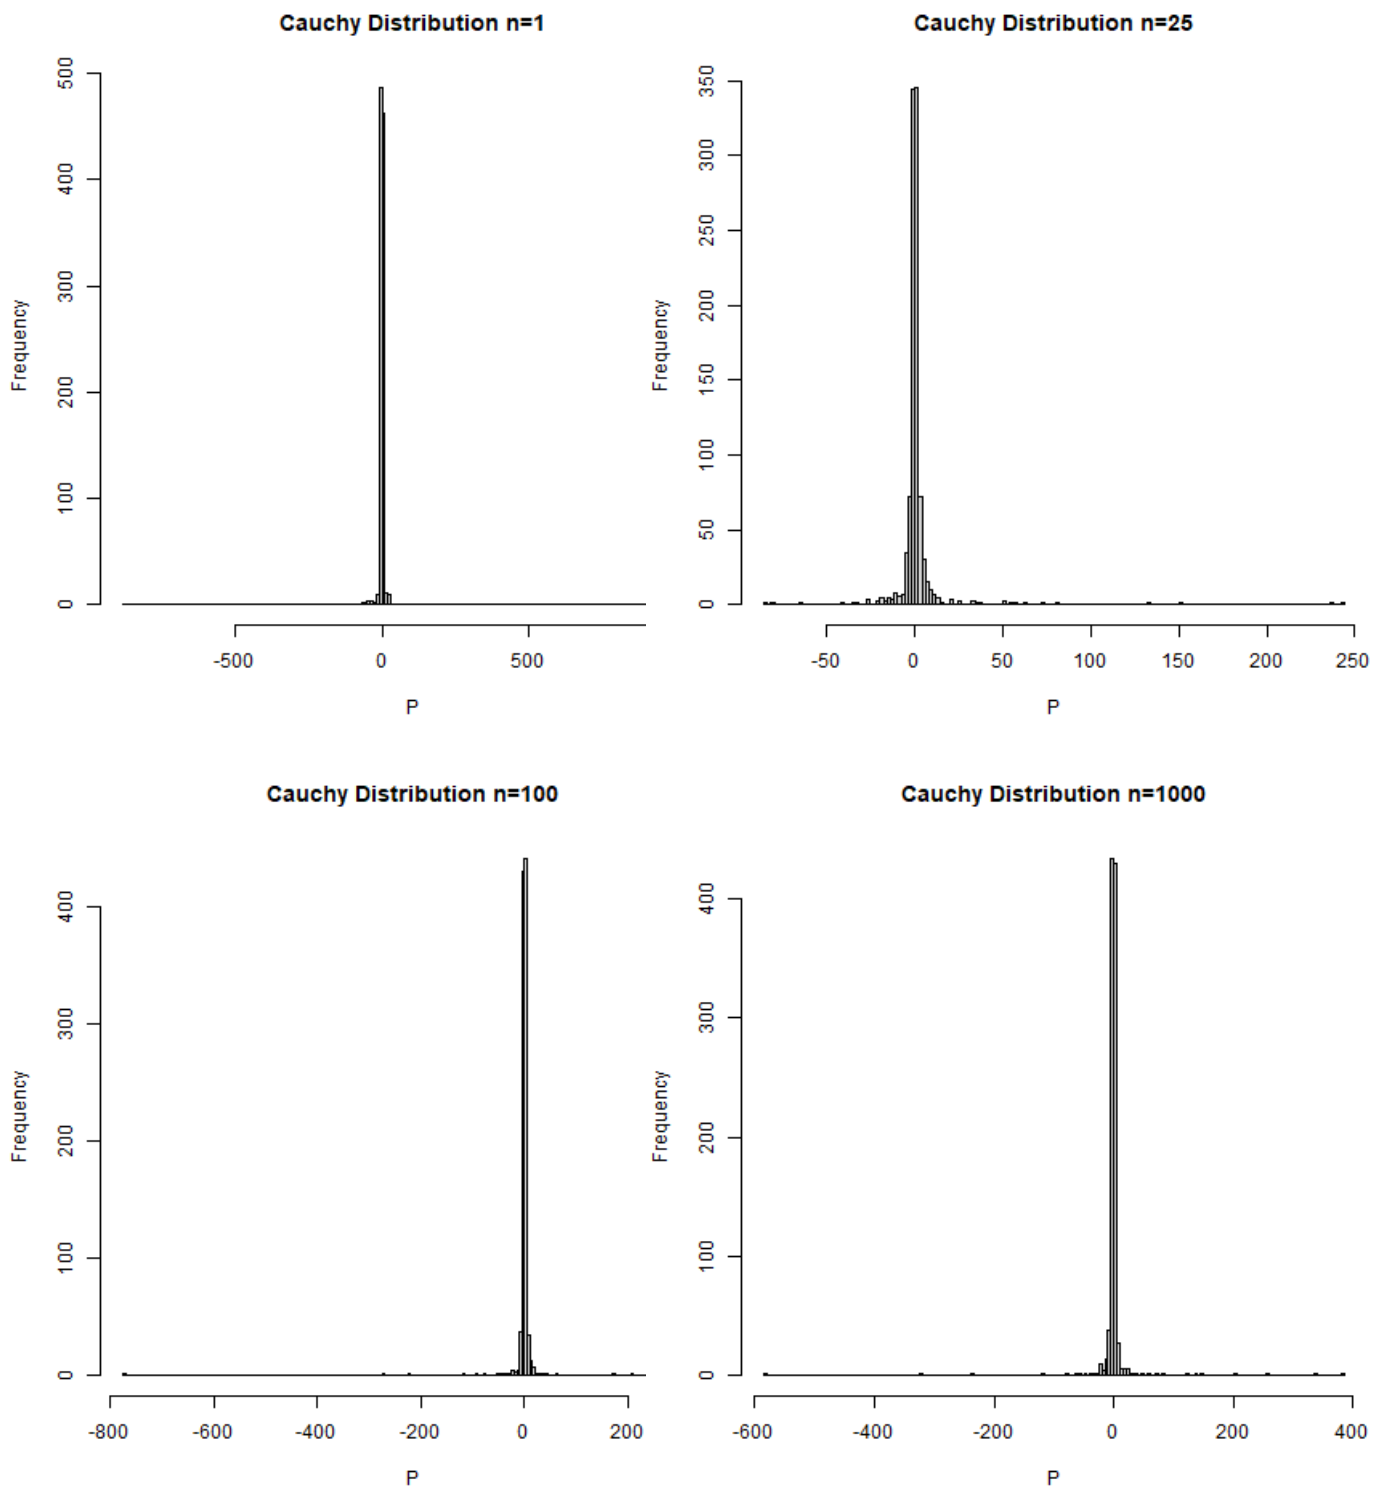 Cauchy Distribution n=1
Frequency
0 100 200 300 400 500
-500 0 500
P
Cauchy Distribution n=25
Frequency
0 50 100 150 200 250 300 350
-50 0 50 100 150 200 250
P
Cauchy Distribution n=100
Frequency
0 100 200 300 400
-800 -600 -400 -200 0 200
P
Cauchy Distribution n=1000
Frequency
0 100 200 300 400
-600 -400 -200 0 200 400
P